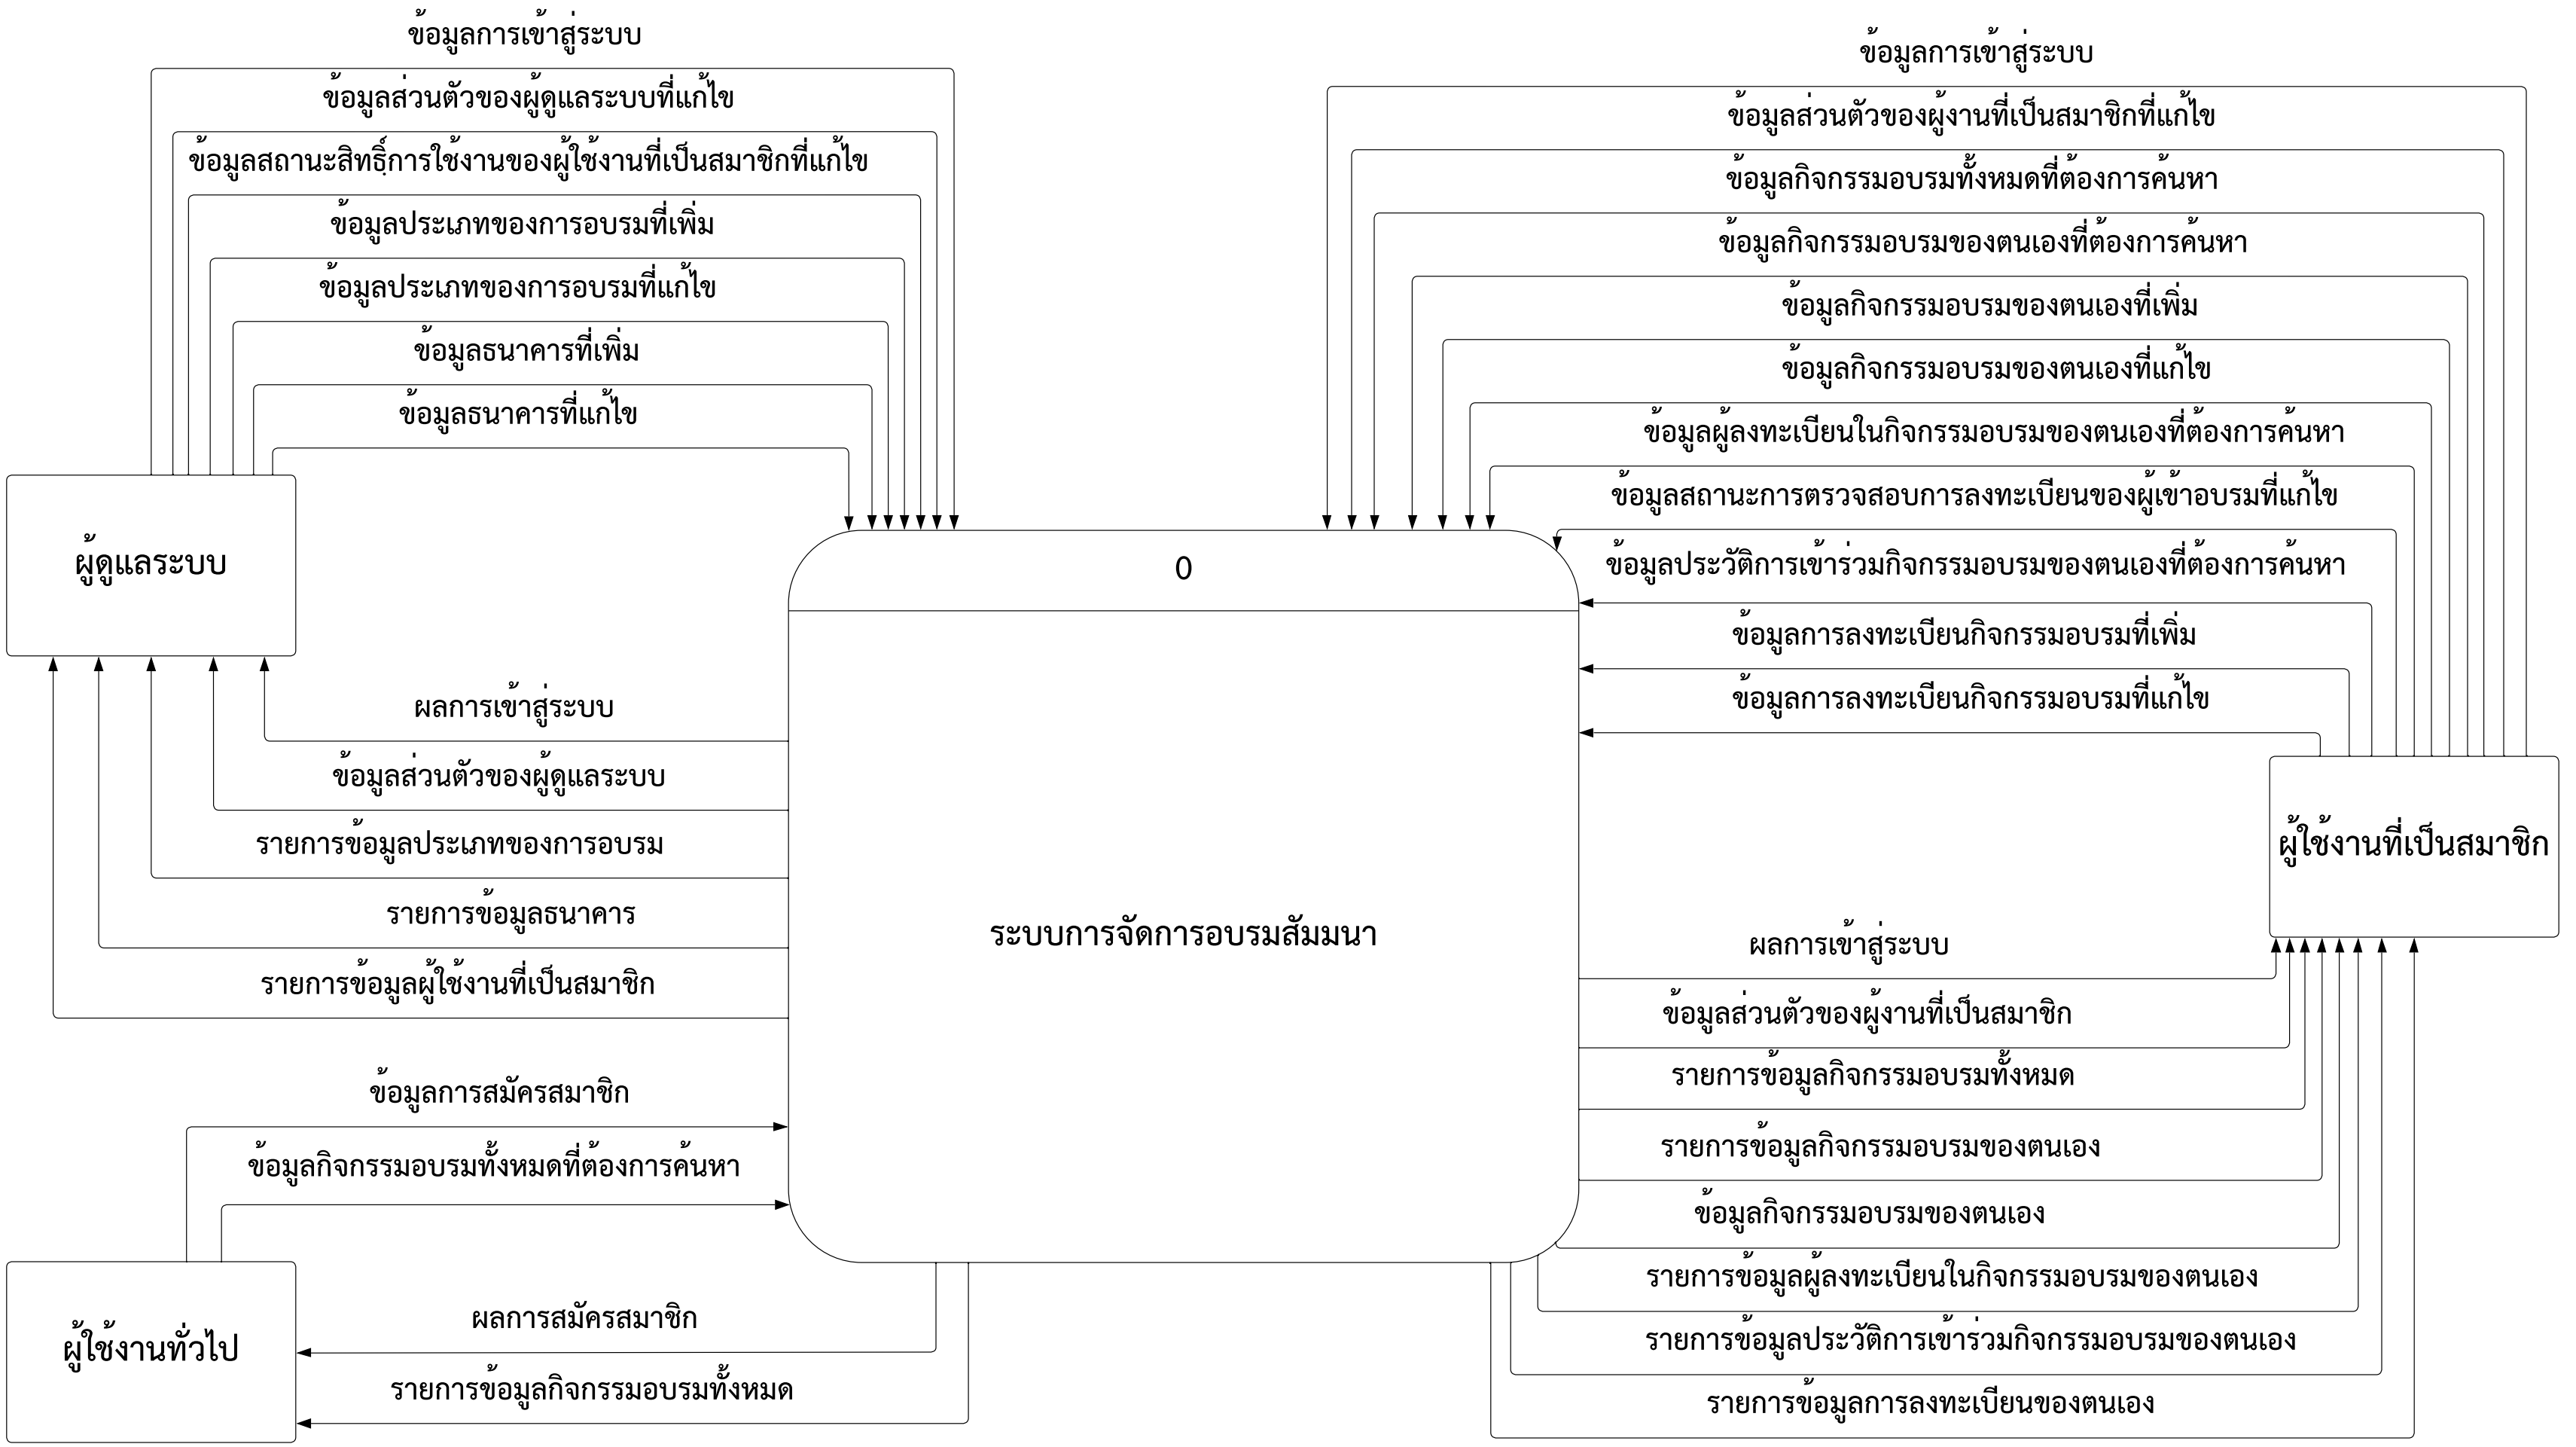 ข้อมูลการเข้าสู่ระบบ
ข้อมูลส่วนตัวของผู้ดูแลระบบที่แก้ไข
ข้อมูลสถานะสิทธิ์การใช้งานของผู้ใช้งานที่เป็นสมาชิกที่แก้ไข
ข้อมูลประเภทของการอบรมที่เพิ่ม
ข้อมูลประเภทของการอบรมที่แก้ไข
ข้อมูลธนาคารที่เพิ่ม
ข้อมูลธนาคารที่แก้ไข
ผู้ดูแลระบบ
ผลการเข้าสู่ระบบ
ข้อมูลส่วนตัวของผู้ดูแลระบบ
รายการข้อมูลประเภทของการอบรม
รายการข้อมูลธนาคาร
รายการข้อมูลผู้ใช้งานที่เป็นสมาชิก
ข้อมูลการสมัครสมาชิก
ข้อมูลกิจกรรมอบรมทั้งหมดที่ต้องการค้นหา
ผู้ใช้งานทั่วไป
ผลการสมัครสมาชิก
รายการข้อมูลกิจกรรมอบรมทั้งหมด
0
ระบบการจัดการอบรมสัมมนา
ข้อมูลการเข้าสู่ระบบ
ข้อมูลส่วนตัวของผู้งานที่เป็นสมาชิกที่แก้ไข
ข้อมูลกิจกรรมอบรมทั้งหมดที่ต้องการค้นหา
ข้อมูลกิจกรรมอบรมของตนเองที่ต้องการค้นหา
ข้อมูลกิจกรรมอบรมของตนเองที่เพิ่ม
ข้อมูลกิจกรรมอบรมของตนเองที่แก้ไข
ข้อมูลผู้ลงทะเบียนในกิจกรรมอบรมของตนเองที่ต้องการค้นหา
ข้อมูลสถานะการตรวจสอบการลงทะเบียนของผู้เข้าอบรมที่แก้ไข
ข้อมูลประวัติการเข้าร่วมกิจกรรมอบรมของตนเองที่ต้องการค้นหา
ข้อมูลการลงทะเบียนกิจกรรมอบรมที่เพิ่ม
ข้อมูลการลงทะเบียนกิจกรรมอบรมที่แก้ไข
ผู้ใช้งานที่เป็นสมาชิก
ผลการเข้าสู่ระบบ
ข้อมูลส่วนตัวของผู้งานที่เป็นสมาชิก
รายการข้อมูลกิจกรรมอบรมทั้งหมด
รายการข้อมูลกิจกรรมอบรมของตนเอง
ข้อมูลกิจกรรมอบรมของตนเอง
รายการข้อมูลผู้ลงทะเบียนในกิจกรรมอบรมของตนเอง
รายการข้อมูลประวัติการเข้าร่วมกิจกรรมอบรมของตนเอง
รายการข้อมูลการลงทะเบียนของตนเอง